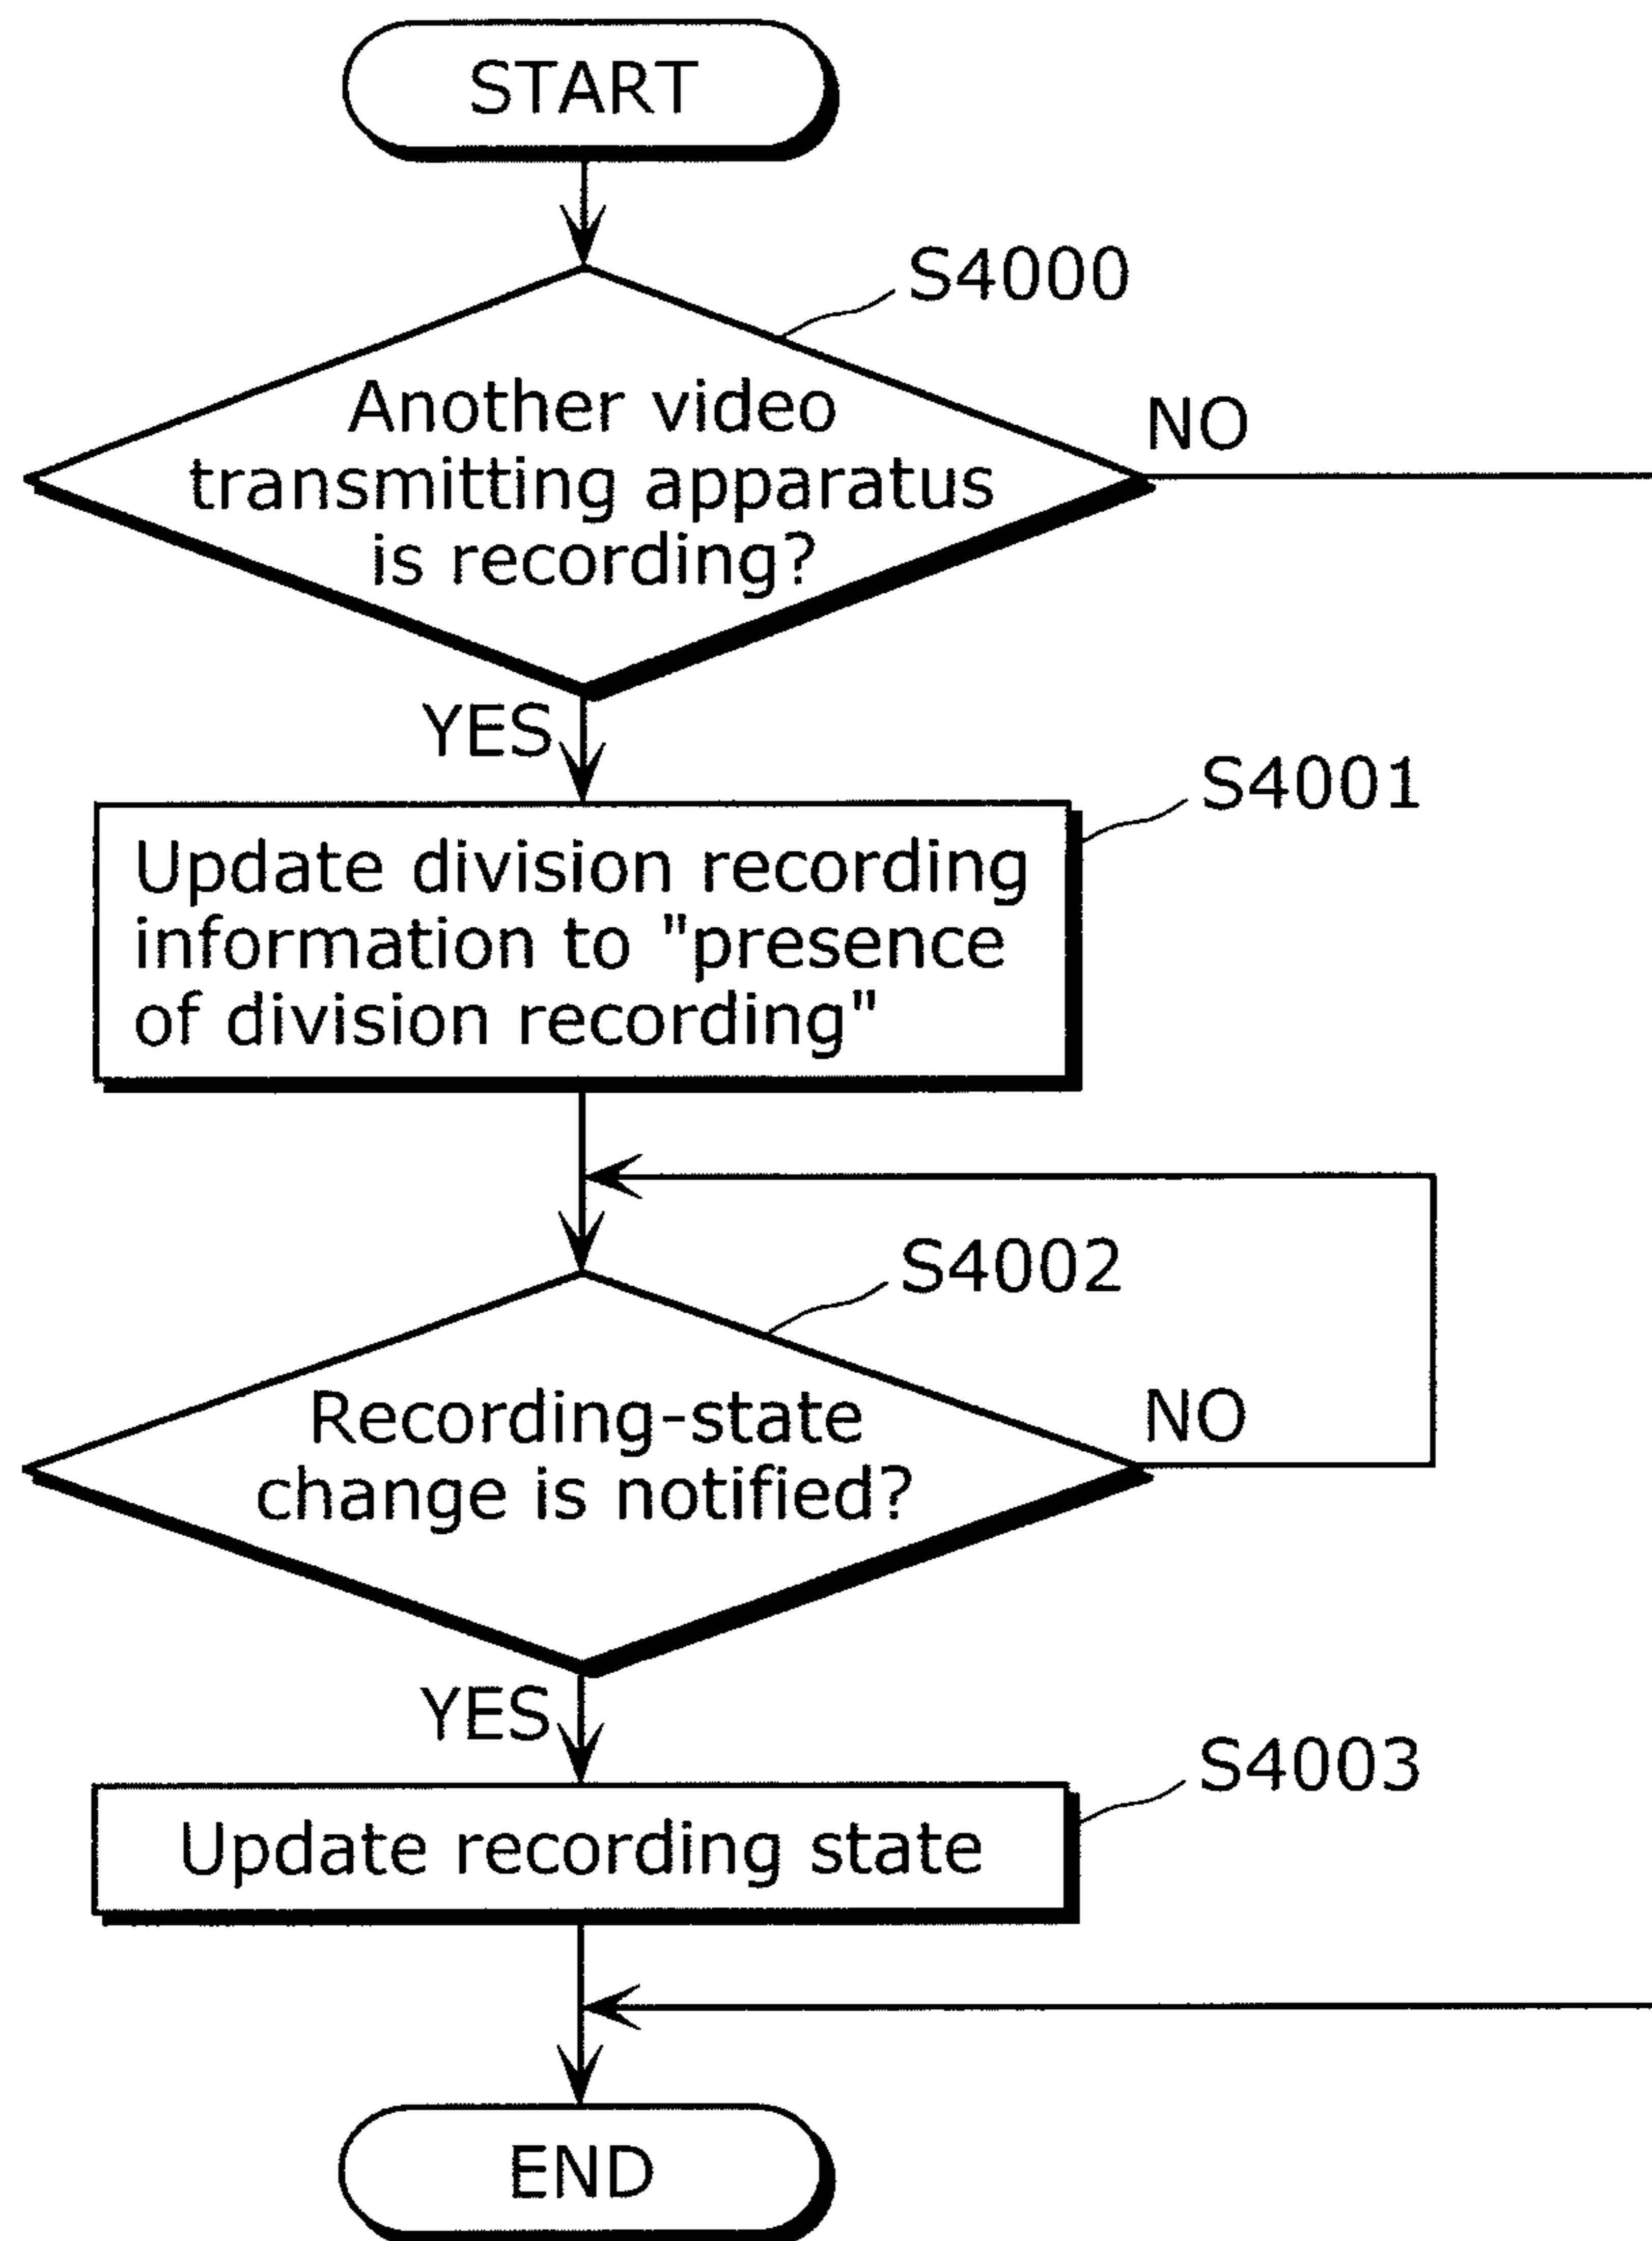 START
S4000
Another video
transmitting apparatus
is recording?
NO
YES
S4001
Update division recording
information to "presence
of division recording"
S4002
Recording-state
change is notified?
NO
YES
S4003
Update recording state
END